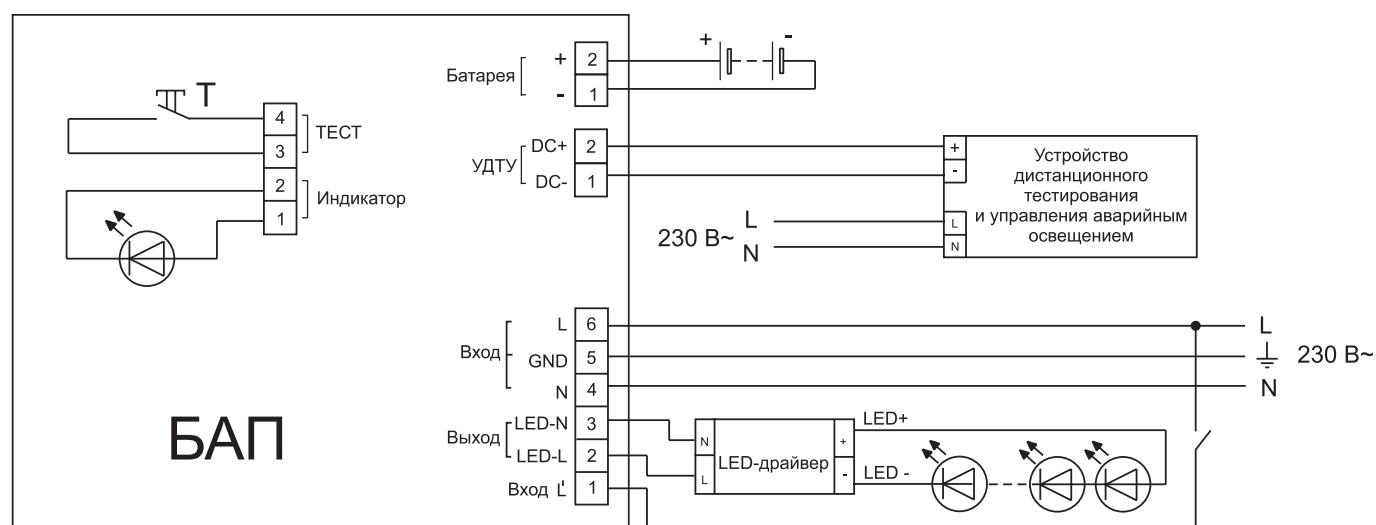 T
4
3
ТЕСТ
2
1
Индикатор
БАП
Батарея
+
-
2
1
+
-
УДТУ
DC+
DC-
2
1
+
-
L
N
Устройство
дистанционного
тестирования
и управления аварийным
освещением
230 В~
L
N
Вход
L
GND
N
6
5
4
L
N
230 В~
Выход
LED-N
LED-L
3
2
Вход L'
1
N
L
LED-драйвер
+
-
LED+
LED -